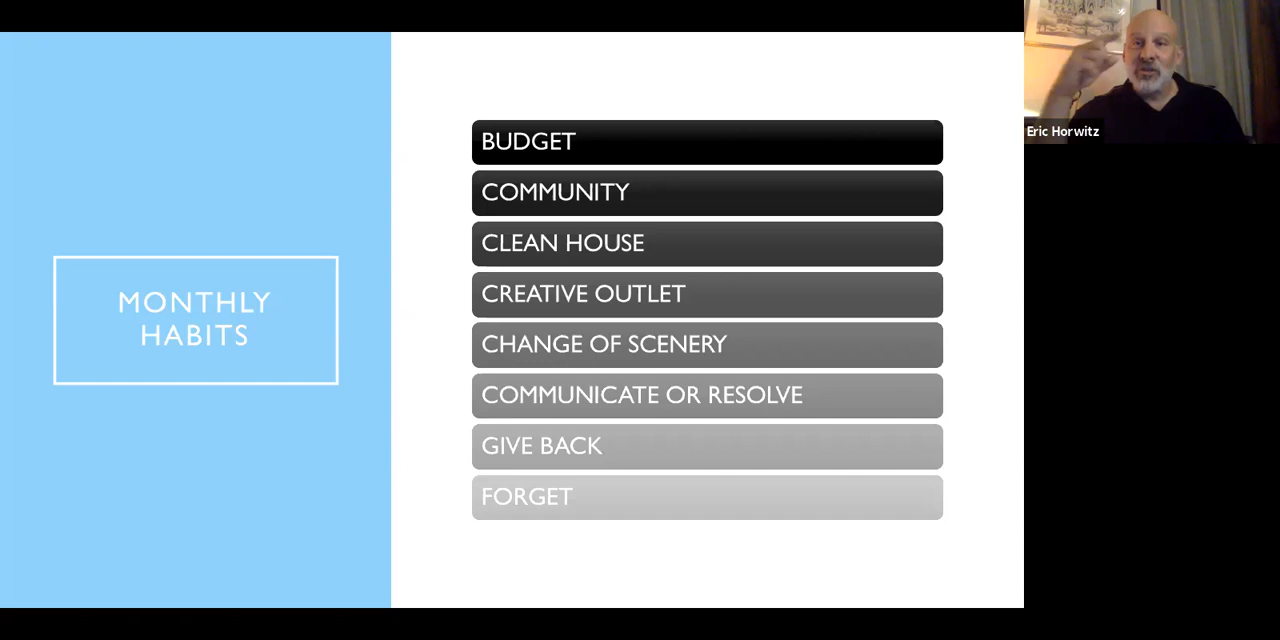 MONTHLY
HABITS
BUDGET
COMMUNITY
CLEAN HOUSE
CREATIVE OUTLET
CHANGE OF SCENERY
COMMUNICATE OR RESOLVE
GIVE BACK
FORGET
Eric Horwitz